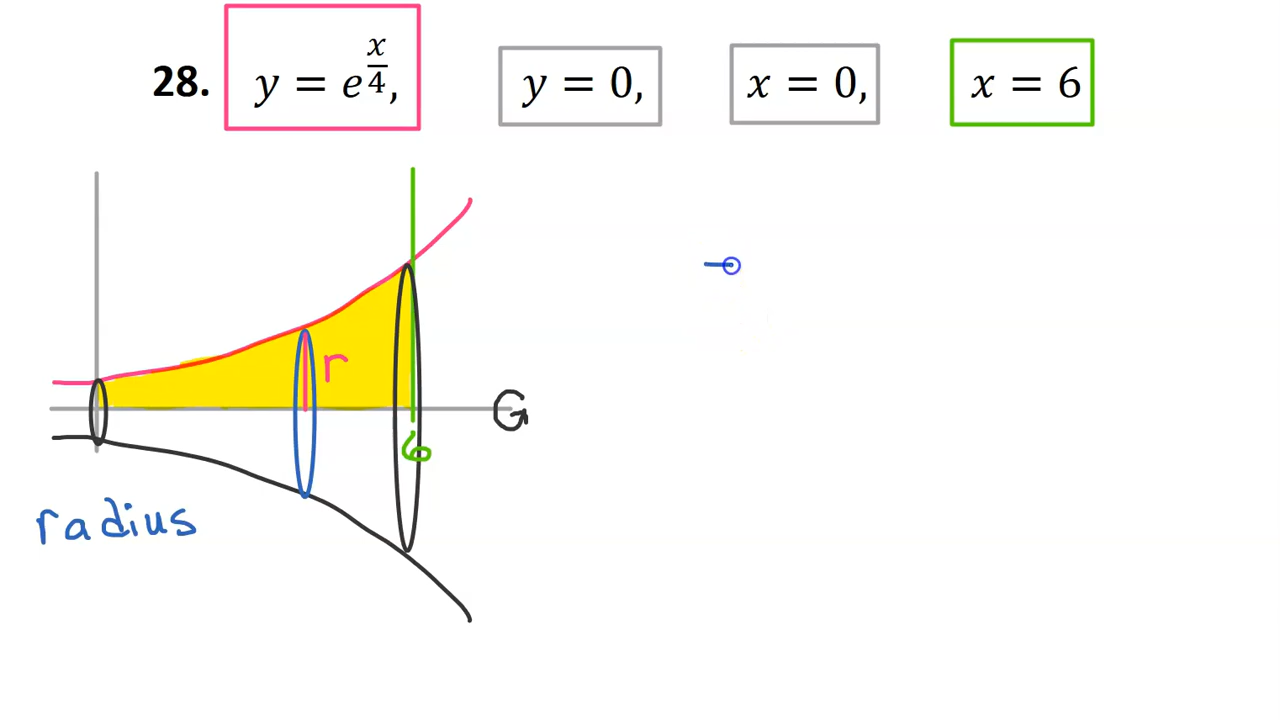 28. y = e^{x/4}, y = 0, x = 0, x = 6
r
6
radius